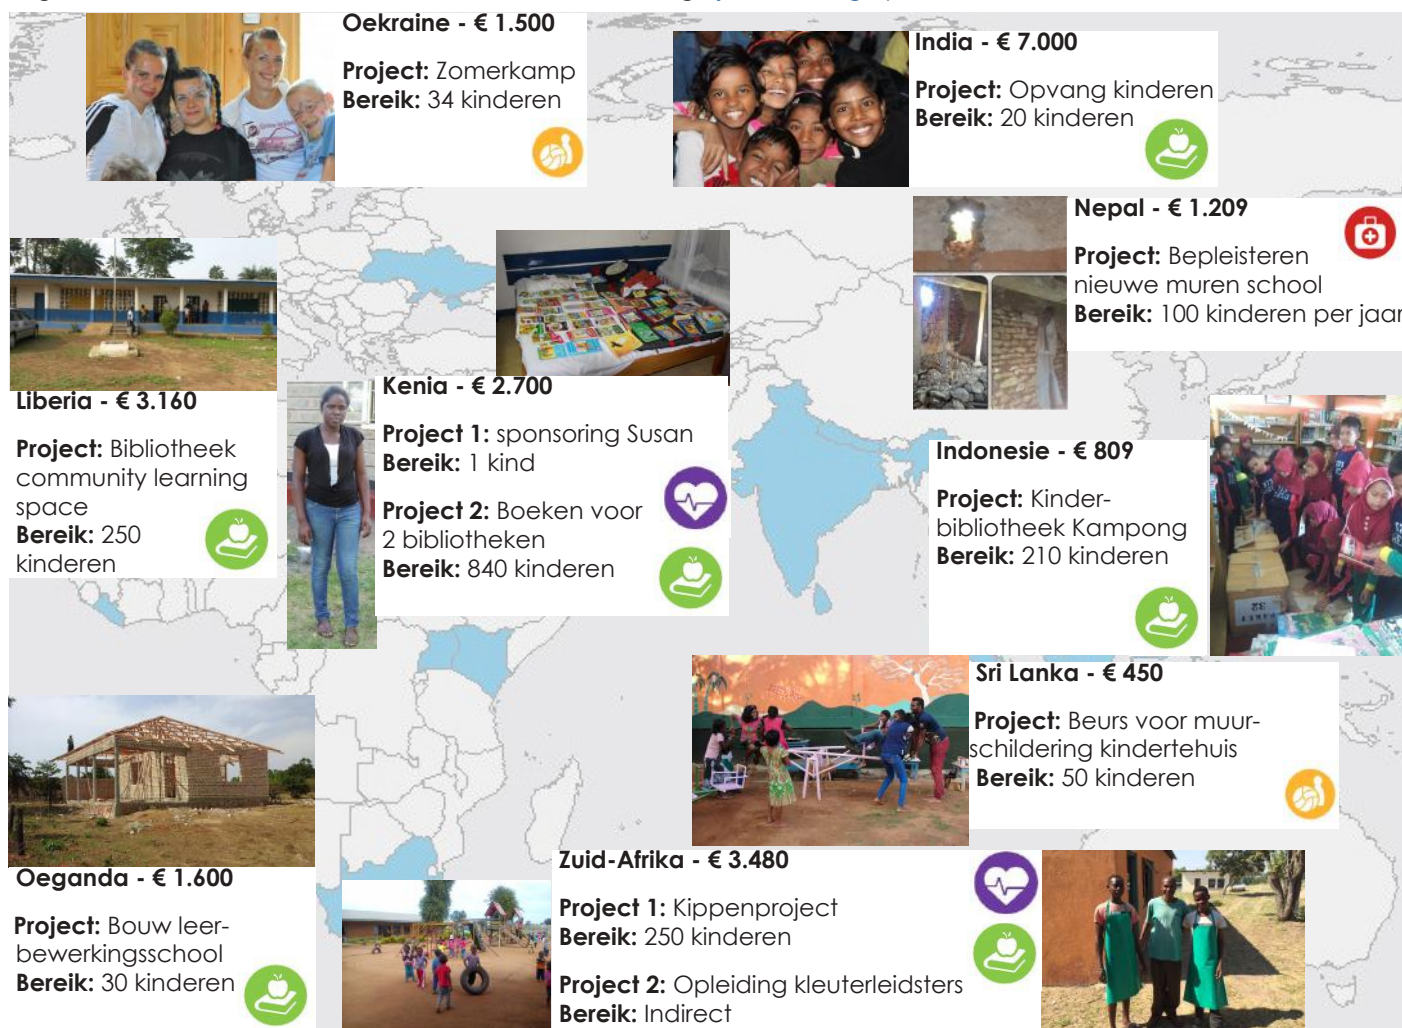 Oekraine - € 1.500
Project: Zomerkamp
Bereik: 34 kinderen
India - € 7.000
Project: Opvang kinderen
Bereik: 20 kinderen
Nepal - € 1.209
Project: Bepleisteren
nieuwe muren school
Bereik: 100 kinderen per jaar
Liberia - € 3.160
Project: Bibliotheek
community learning
space
Bereik: 250
kinderen
Kenia - € 2.700
Project 1: sponsoring Susan
Bereik: 1 kind
Project 2: Boeken voor
2 bibliotheken
Bereik: 840 kinderen
Indonesie - € 809
Project: Kinder-
bibliotheek Kampong
Bereik: 210 kinderen
Sri Lanka - € 450
Project: Beurs voor muur-
schildering kindertehuis
Bereik: 50 kinderen
Oeganda - € 1.600
Project: Bouw leer-
bewerkingsschool
Bereik: 30 kinderen
Zuid-Afrika - € 3.480
Project 1: Kippenproject
Bereik: 250 kinderen
Project 2: Opleiding kleuterleidsters
Bereik: Indirect